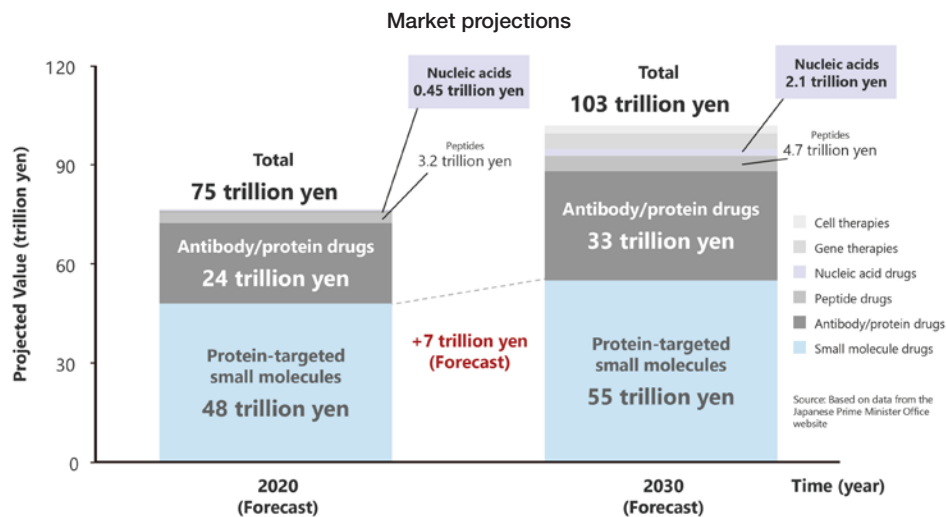 Market projections
Projected Value (trillion yen)
120
90
60
30
0
Total
75 trillion yen
Nucleic acids
0.45 trillion yen
Peptides
3.2 trillion yen
Antibody/protein drugs
24 trillion yen
Protein-targeted
small molecules
48 trillion yen
+7 trillion yen
(Forecast)
Total
103 trillion yen
Nucleic acids
2.1 trillion yen
Peptides
4.7 trillion yen
Antibody/protein drugs
33 trillion yen
Protein-targeted
small molecules
55 trillion yen
Cell therapies
Gene therapies
Nucleic acid drugs
Peptide drugs
Antibody/protein drugs
Small molecule drugs
Source: Based on data from the
Japanese Prime Minister Office
website
2020
(Forecast)
2030
(Forecast)
Time (year)